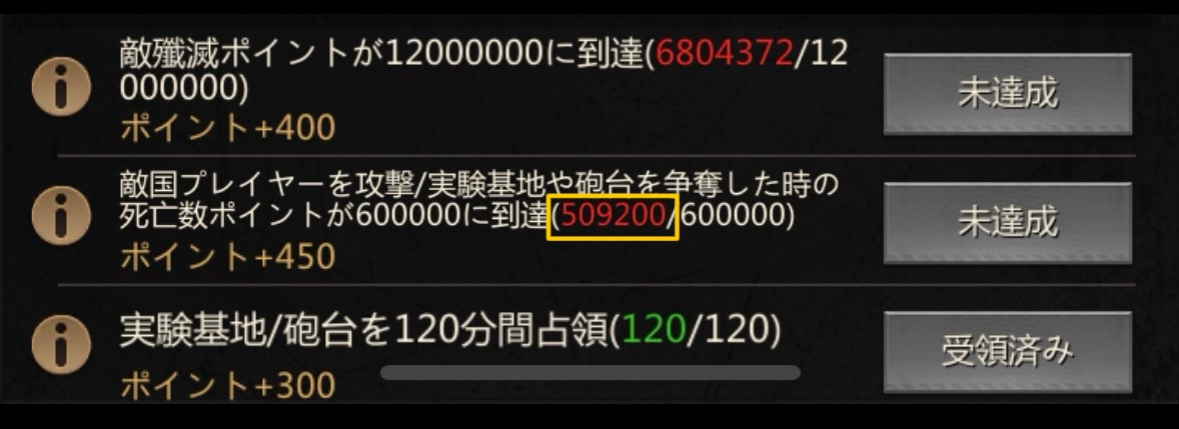 敵殲滅ポイントが12000000に到達(6804372/12
000000)
ポイント+400
未達成
敵国プレイヤーを攻撃/実験基地や砲台を争奪した時の
死亡数ポイントが600000に到達(509200/600000)
ポイント+450
未達成
実験基地/砲台を120分間占領(120/120)
ポイント+300
受領済み